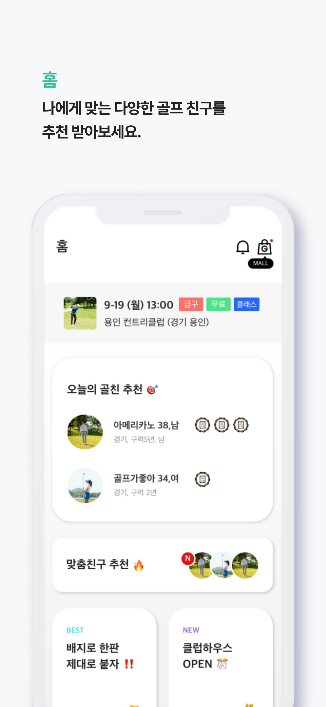 홈
나에게 맞는 다양한 골프 친구를
추천 받아보세요.
홈
MALL
9-19 (월) 13:00 급구 무료 클래스
용인 컨트리클럽 (경기 용인)
오늘의 골친 추천 🎯
아메리카노 38,남
경기, 구력5년, 남
골프가좋아 34,여
경기, 구력 2년
맞춤친구 추천 🔥 N
BEST
배지로 한판
제대로 붙자 ‼️
NEW
클럽하우스
OPEN 🎊